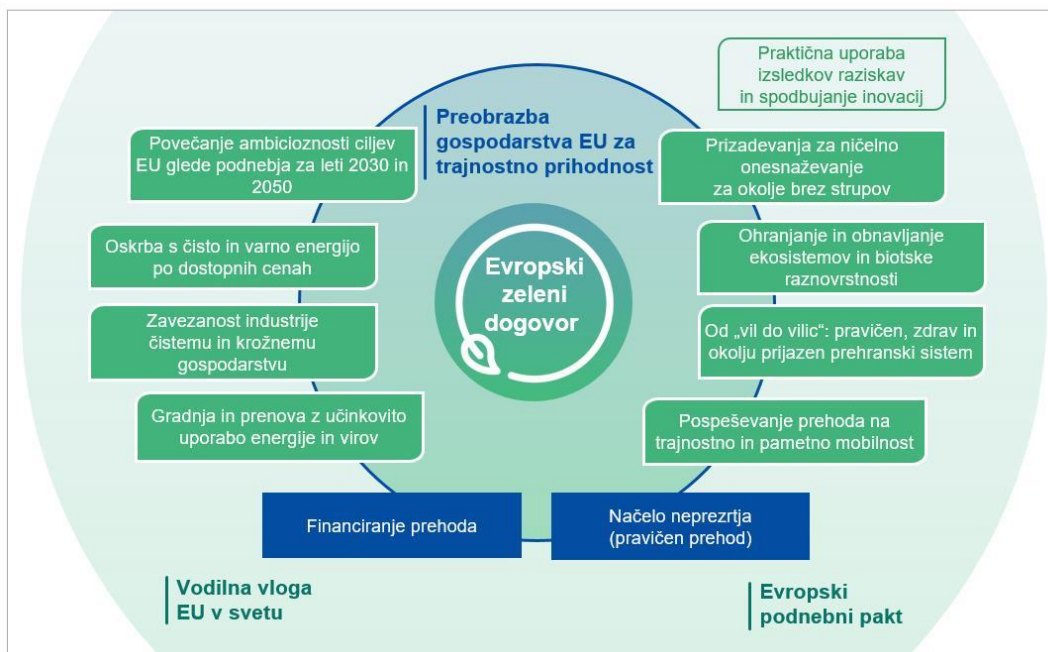 Praktična uporaba
izsledkov raziskav
in spodbujanje inovacij
Preobrazba
gospodarstva EU za
trajnostno prihodnost
Povečanje ambicioznosti ciljev
EU glede podnebja za leti 2030 in
2050
Prizadevanja za ničelno
onesnaževanje
za okolje brez strupov
Oskrba s čisto in varno energijo
po dostopnih cenah
Ohranjanje in obnavljanje
ekosistemov in biotske
raznovrstnosti
Evropski
zeleni
dogovor
Zavezanost industrije
čistemu in krožnemu
gospodarstvu
Od „vil do vilic“: pravičen, zdrav in
okolju prijazen prehranski sistem
Gradnja in prenova z učinkovito
uporabo energije in virov
Pospeševanje prehoda na
trajnostno in pametno mobilnost
Financiranje prehoda
Načelo neprezrtja
(pravičen prehod)
Vodilna vloga
EU v svetu
Evropski
podnebni pakt